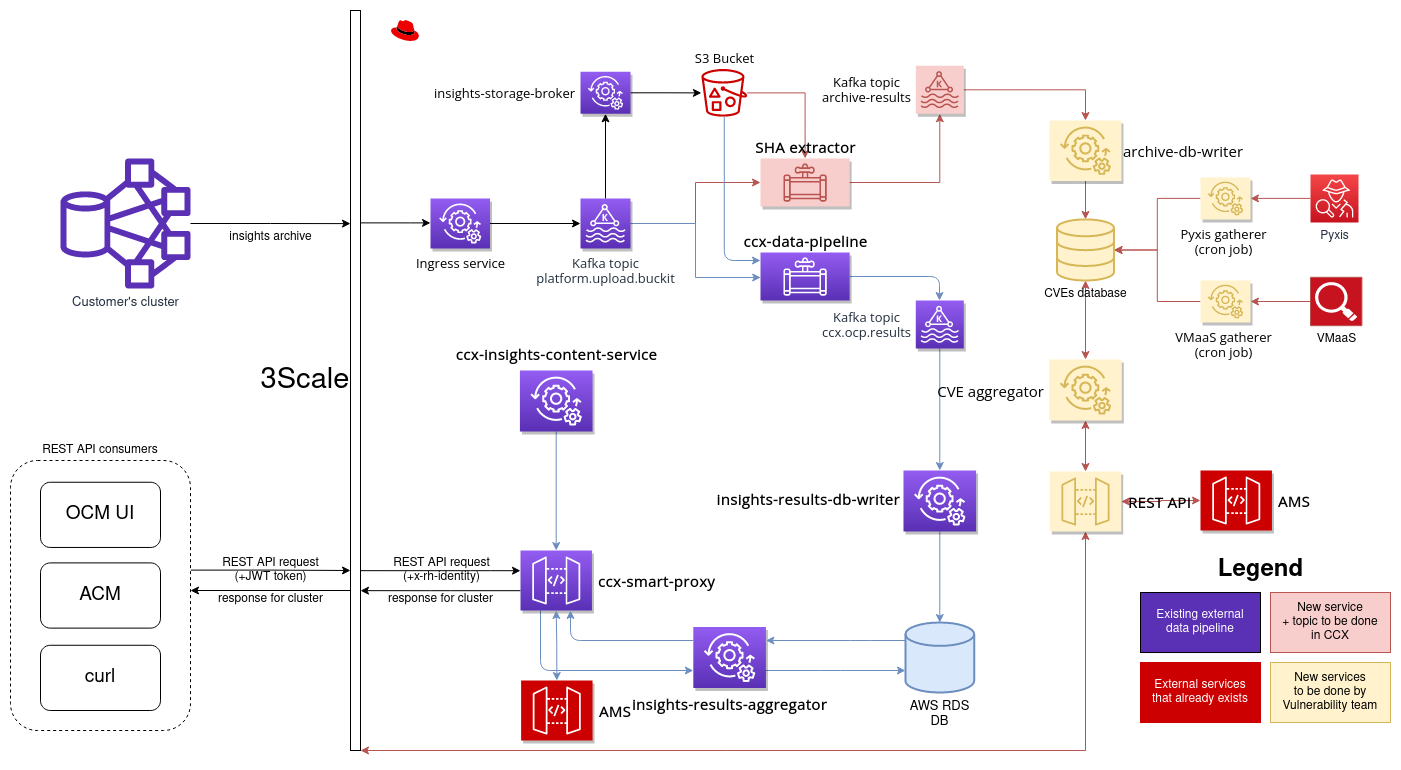 S3 Bucket
insights-storage-broker
Kafka topic
archive-results
SHA extractor
archive-db-writer
insights archive
Customer's cluster
Ingress service
Kafka topic
platform.upload.buckit
ccx-data-pipeline
Kafka topic
ccx.ocp.results
CVEs database
Pyxis gatherer
(cron job)
Pyxis
VMaaS gatherer
(cron job)
VMaaS
3Scale
ccx-insights-content-service
CVE aggregator
REST API consumers
OCM UI
ACM
curl
REST API request
(+JWT token)
response for cluster
REST API request
(+x-rh-identity)
response for cluster
ccx-smart-proxy
insights-results-db-writer
REST API
AMS
AMS
insights-results-aggregator
AWS RDS
DB
Legend
Existing external
data pipeline
New service
+ topic to be done
in CCX
External services
that already exists
New services
to be done by
Vulnerability team
K
K
K